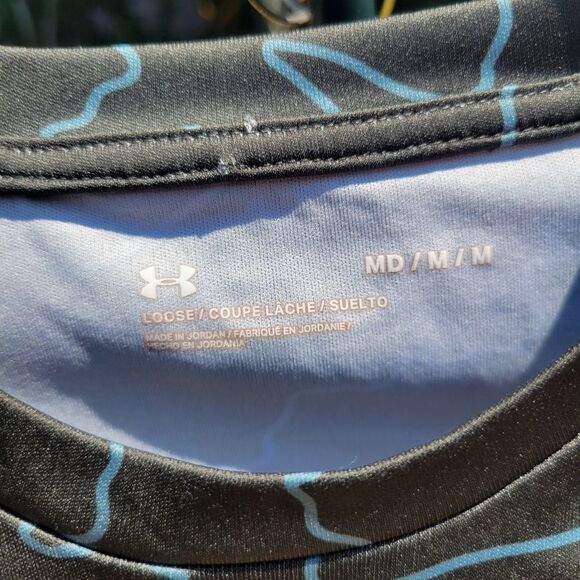 MD / M / M
LOOSE / COUPE LÂCHE / SUELTO
MADE IN JORDAN / FABRIQUÉ EN JORDANIE /
HECHO EN JORDANIA